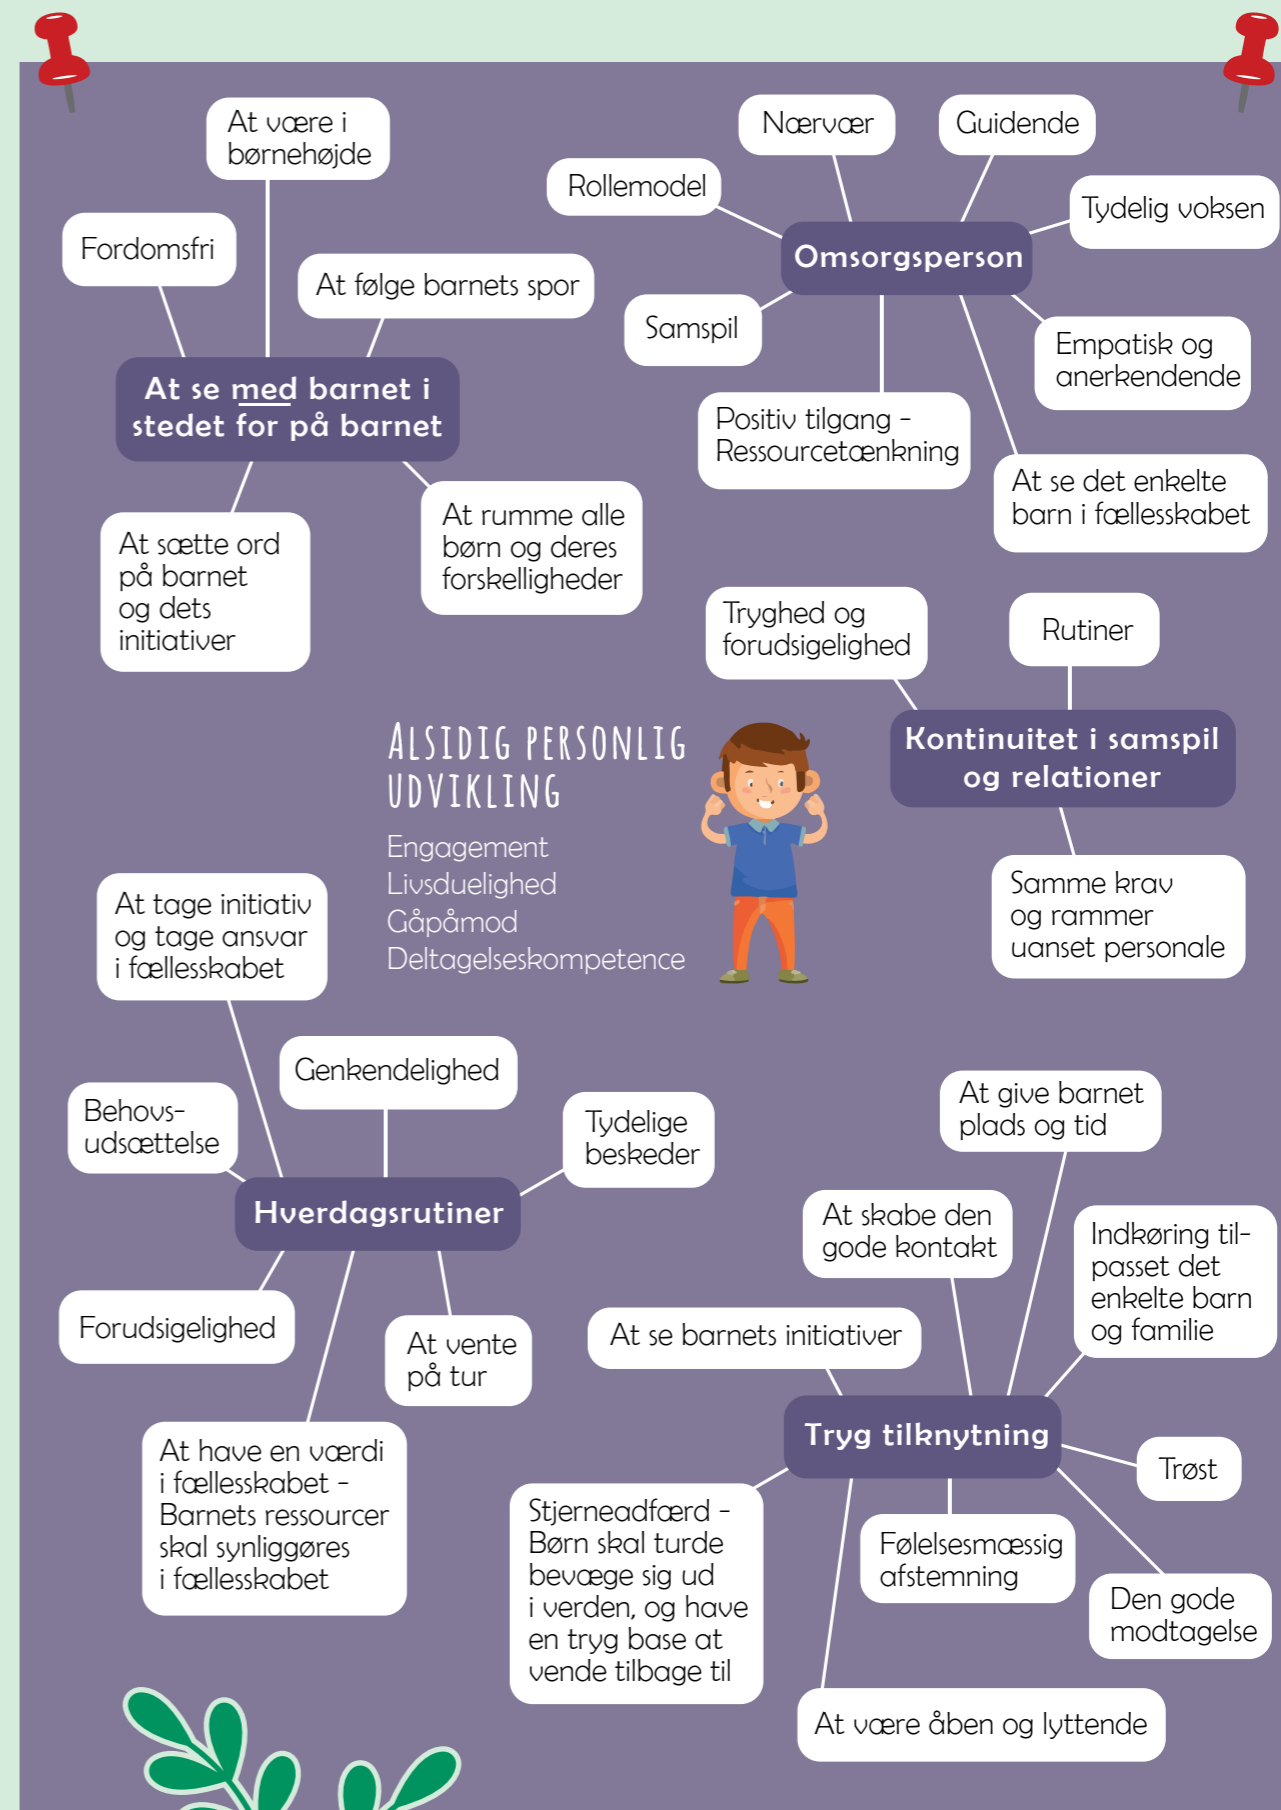 At være i
børnehøjde
Fordomsfri
At følge barnets spor
At se med barnet i
stedet for på barnet
At sætte ord
på barnet
og dets
initiativer
At rumme alle
børn og deres
forskelligheder
Nærvær
Guidende
Rollemodel
Tydelig voksen
Omsorgsperson
Samspil
Empatisk og
anerkendende
Positiv tilgang -
Ressourcetænkning
At se det enkelte
barn i fællesskabet
Tryghed og
forudsigelighed
Rutiner
Kontinuitet i samspil
og relationer
Samme krav
og rammer
uanset personale
ALSIDIG PERSONLIG
UDVIKLING
Engagement
Livsduelighed
Gåpåmod
Deltagelseskompetence
At tage initiativ
og tage ansvar
i fællesskabet
Genkendelighed
Behovs-
udsættelse
Tydelige
beskeder
Hverdagsrutiner
Forudsigelighed
At vente
på tur
At have en værdi
i fællesskabet -
Barnets ressourcer
skal synliggøres
i fællesskabet
At give barnet
plads og tid
At skabe den
gode kontakt
Indkøring til-
passet det
enkelte barn
og familie
At se barnets initiativer
Tryg tilknytning
Trøst
Stjerneadfærd -
Børn skal turde
bevæge sig ud
i verden, og have
en tryg base at
vende tilbage til
Følelsesmæssig
afstemning
Den gode
modtagelse
At være åben og lyttende